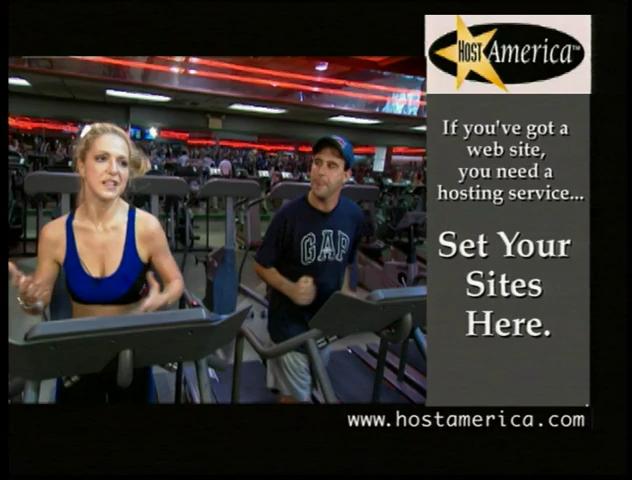 HOST America™
If you've got a
web site,
you need a
hosting service...
Set Your
Sites
Here.
GAP
www.hostamerica.com